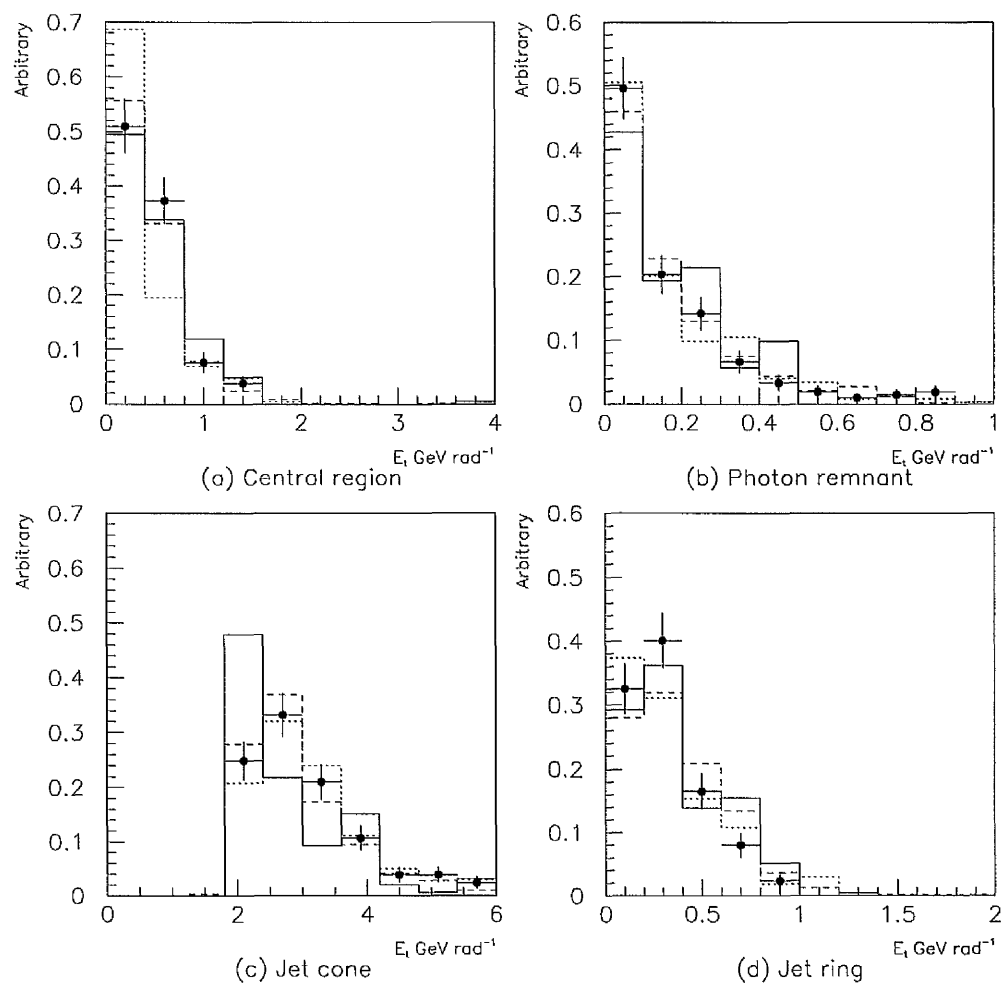 Arbitrary
0.7
0.6
0.5
0.4
0.3
0.2
0.1
0
0 1 2 3 4
E_t GeV rad⁻¹
(a) Central region
Arbitrary
0.6
0.5
0.4
0.3
0.2
0.1
0
0 0.2 0.4 0.6 0.8 1
E_t GeV rad⁻¹
(b) Photon remnant
Arbitrary
0.7
0.6
0.5
0.4
0.3
0.2
0.1
0
0 2 4 6
E_t GeV rad⁻¹
(c) Jet cone
Arbitrary
0.6
0.5
0.4
0.3
0.2
0.1
0
0 0.5 1 1.5 2
E_t GeV rad⁻¹
(d) Jet ring